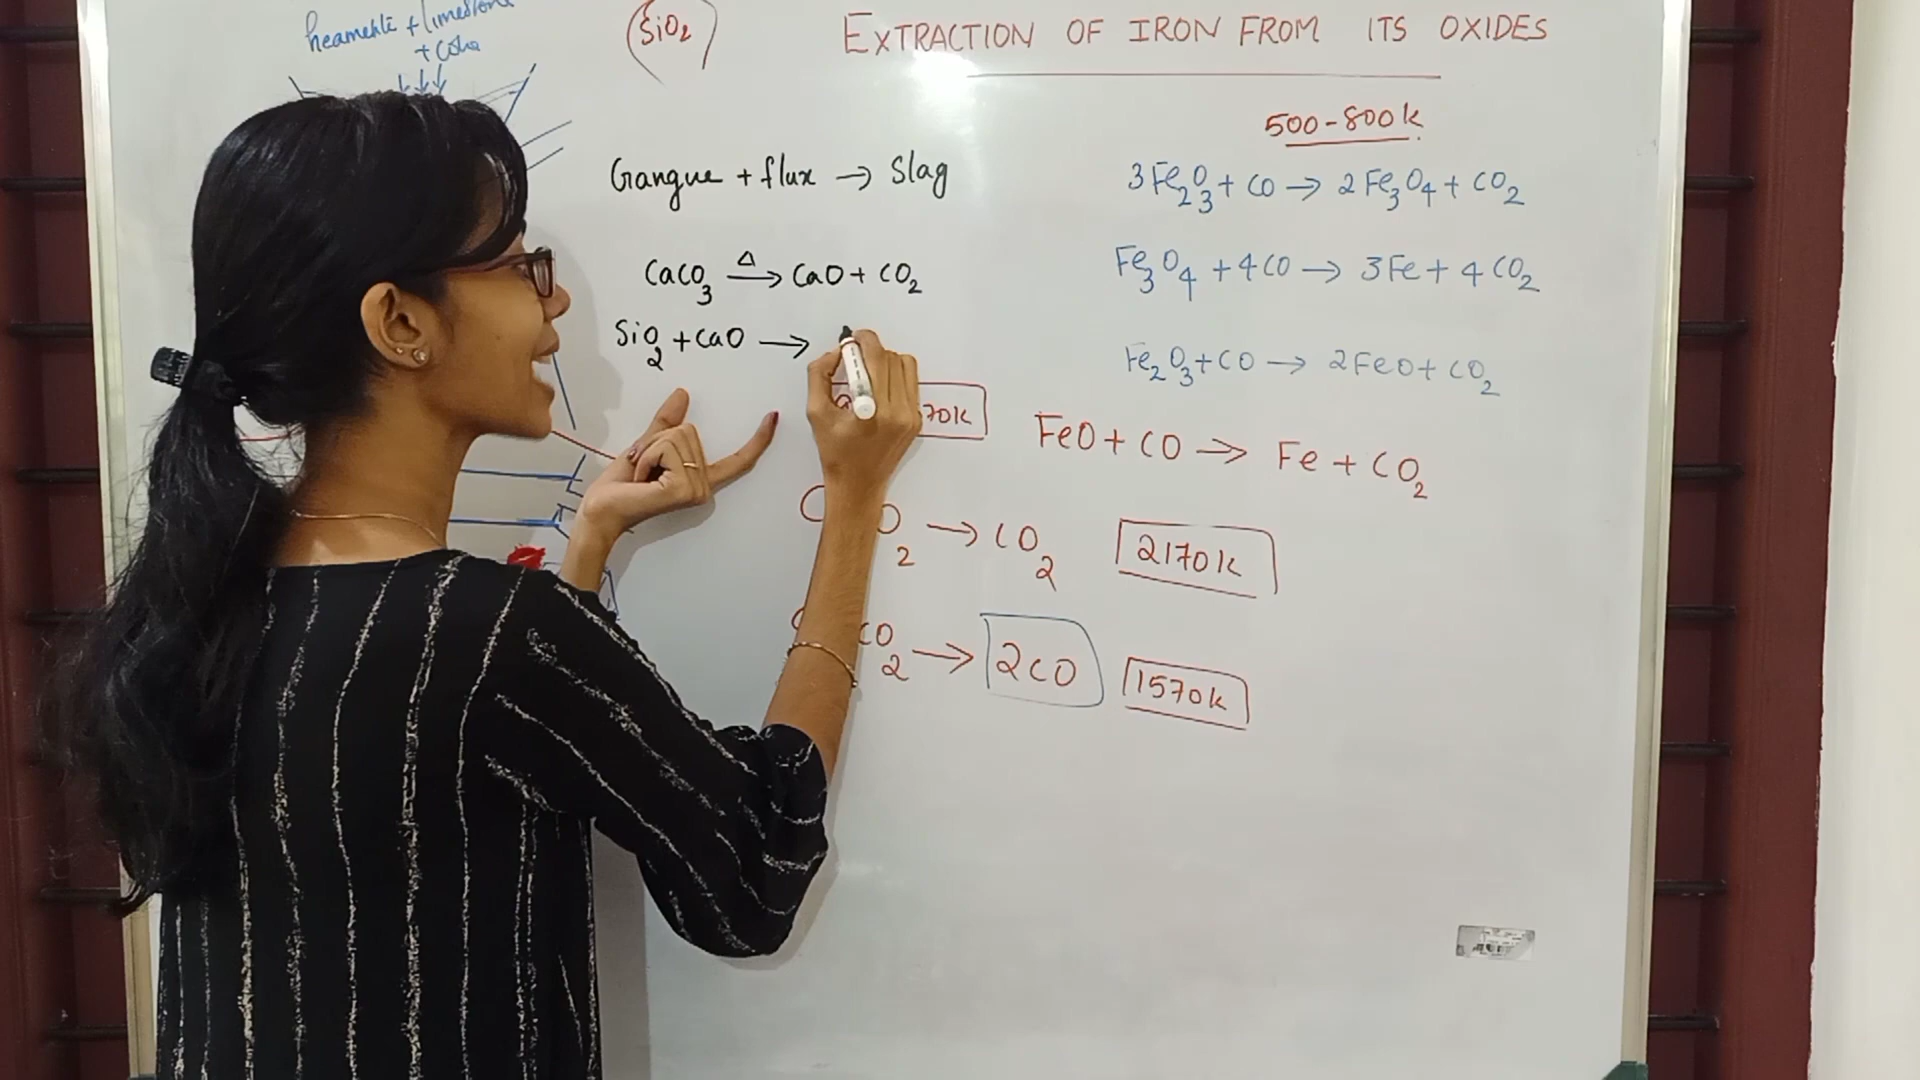 heamatite + limestone
+ coke
(SiO₂)
EXTRACTION OF IRON FROM ITS OXIDES
500-800k
Gangue + flux → Slag
3Fe₂O₃ + CO → 2Fe₃O₄ + CO₂
CaCO₃ Δ→ CaO + CO₂
Fe₃O₄ + 4CO → 3Fe + 4CO₂
SiO₂ + CaO →
Fe₂O₃ + CO → 2FeO + CO₂
70k
FeO + CO → Fe + CO₂
C O₂ → CO₂ 2170k
CO₂ → 2CO 1570k